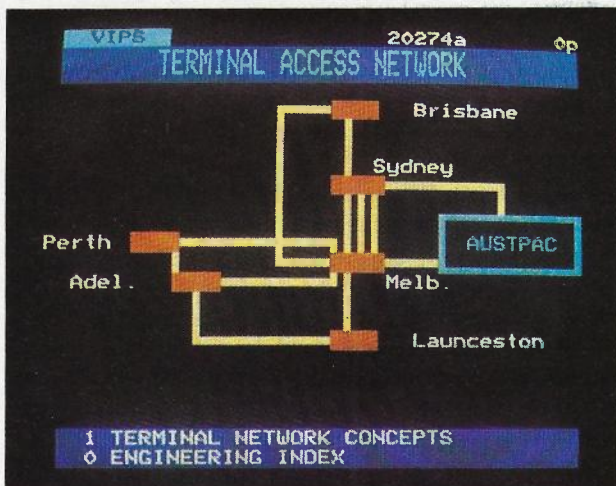 VIPS 20274a 0p
TERMINAL ACCESS NETWORK
Brisbane
Sydney
Perth
AUSTPAC
Adel.
Melb.
Launceston
1 TERMINAL NETWORK CONCEPTS
0 ENGINEERING INDEX